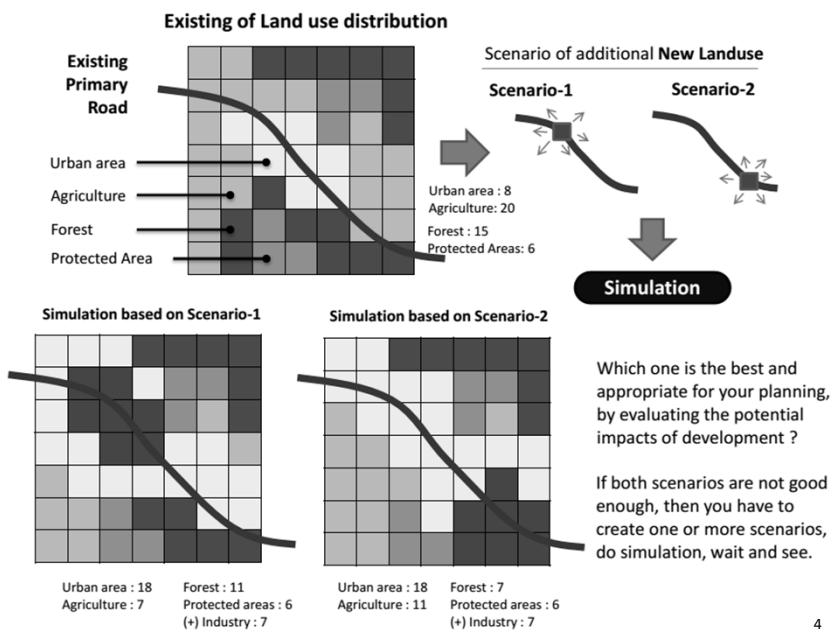 Existing of Land use distribution
Existing
Primary
Road
Urban area
Agriculture
Forest
Protected Area
Urban area : 8
Agriculture: 20
Forest : 15
Protected Areas: 6
Scenario of additional New Landuse
Scenario-1
Scenario-2
Simulation
Simulation based on Scenario-1
Urban area : 18
Agriculture : 7
Forest : 11
Protected areas : 6
(+) Industry : 7
Simulation based on Scenario-2
Urban area : 18
Agriculture : 11
Forest : 7
Protected areas : 6
(+) Industry : 7
Which one is the best and
appropriate for your planning,
by evaluating the potential
impacts of development ?
If both scenarios are not good
enough, then you have to
create one or more scenarios,
do simulation, wait and see.
4